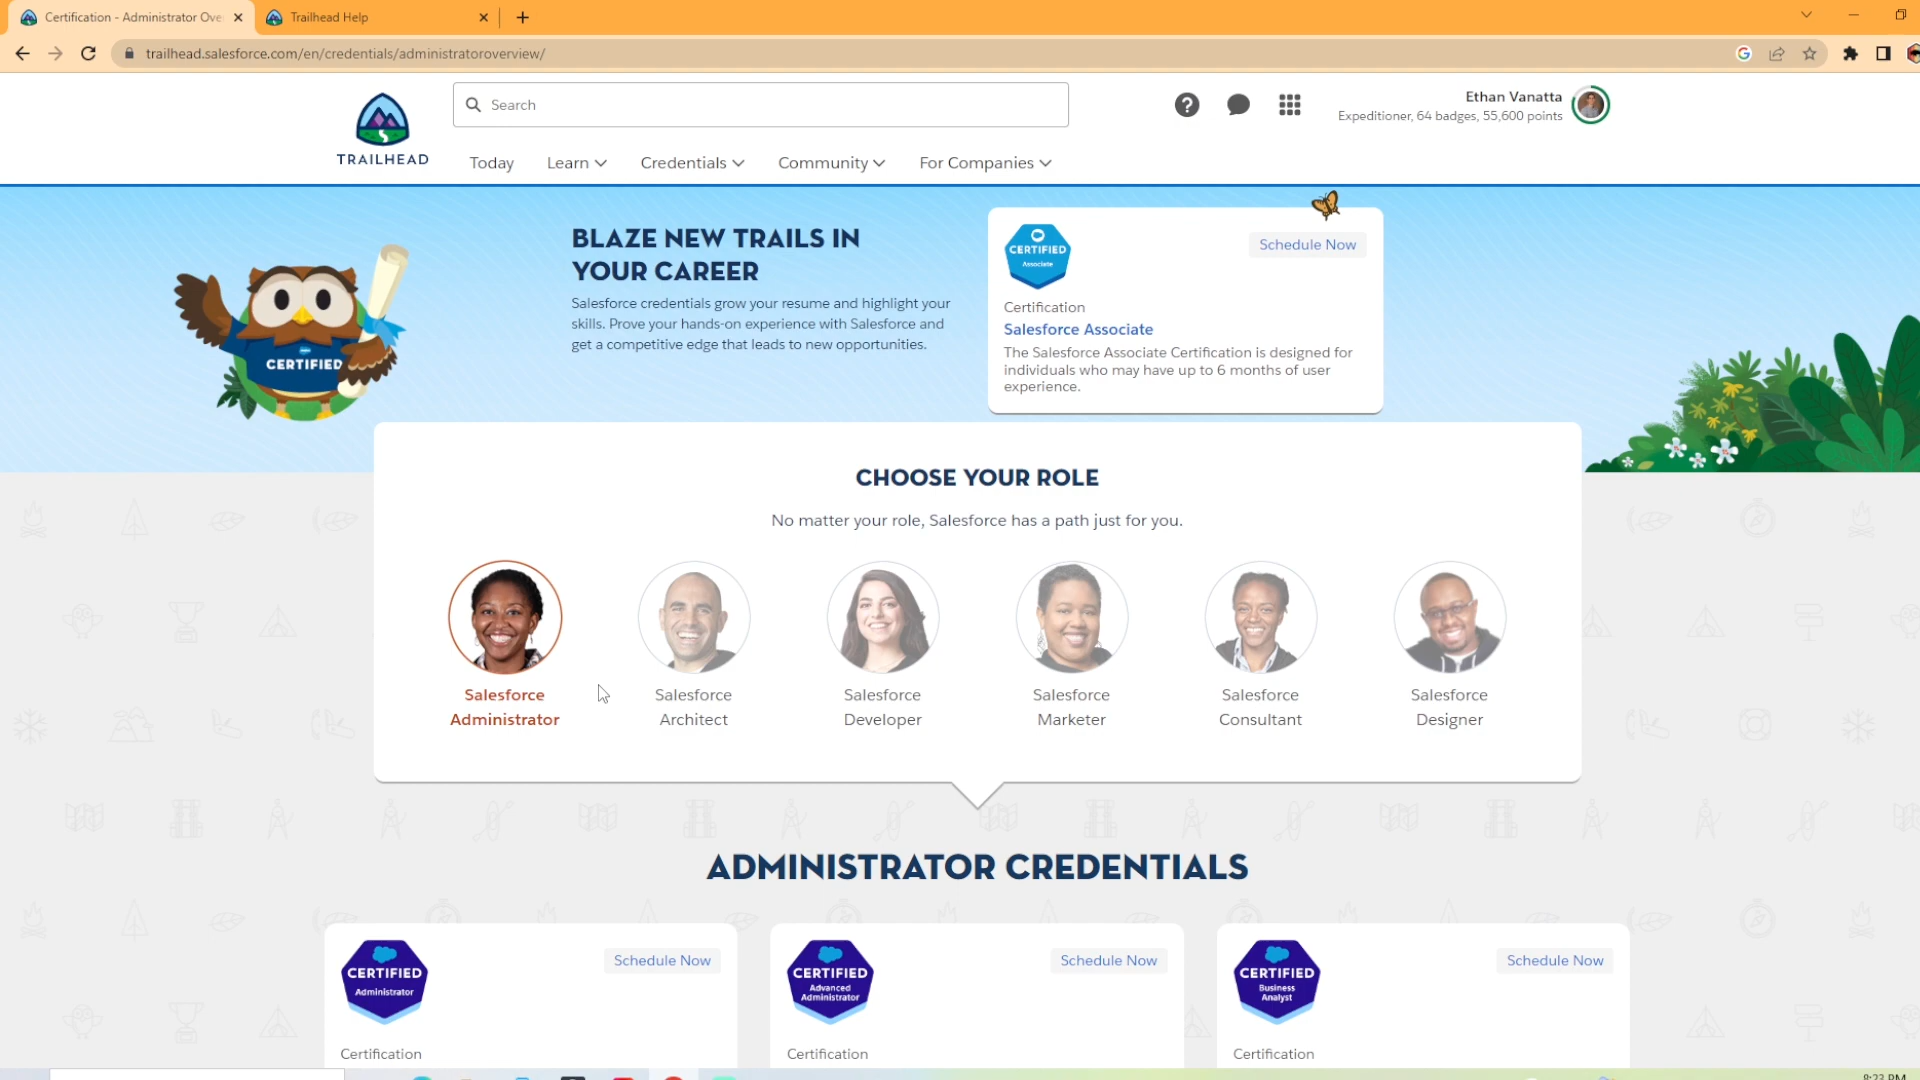 Certification - Administrator Ove
Trailhead Help
trailhead.salesforce.com/en/credentials/administratoroverview/
TRAILHEAD
Search
Ethan Vanatta
Expeditioner, 64 badges, 55,600 points
Today
Learn
Credentials
Community
For Companies
CERTIFIED
BLAZE NEW TRAILS IN
YOUR CAREER
Salesforce credentials grow your resume and highlight your
skills. Prove your hands-on experience with Salesforce and
get a competitive edge that leads to new opportunities.
CERTIFIED
Associate
Schedule Now
Certification
Salesforce Associate
The Salesforce Associate Certification is designed for
individuals who may have up to 6 months of user
experience.
CHOOSE YOUR ROLE
No matter your role, Salesforce has a path just for you.
Salesforce
Administrator
Salesforce
Architect
Salesforce
Developer
Salesforce
Marketer
Salesforce
Consultant
Salesforce
Designer
ADMINISTRATOR CREDENTIALS
CERTIFIED
Administrator
Schedule Now
Certification
CERTIFIED
Advanced
Administrator
Schedule Now
Certification
CERTIFIED
Business
Analyst
Schedule Now
Certification
8:23 PM